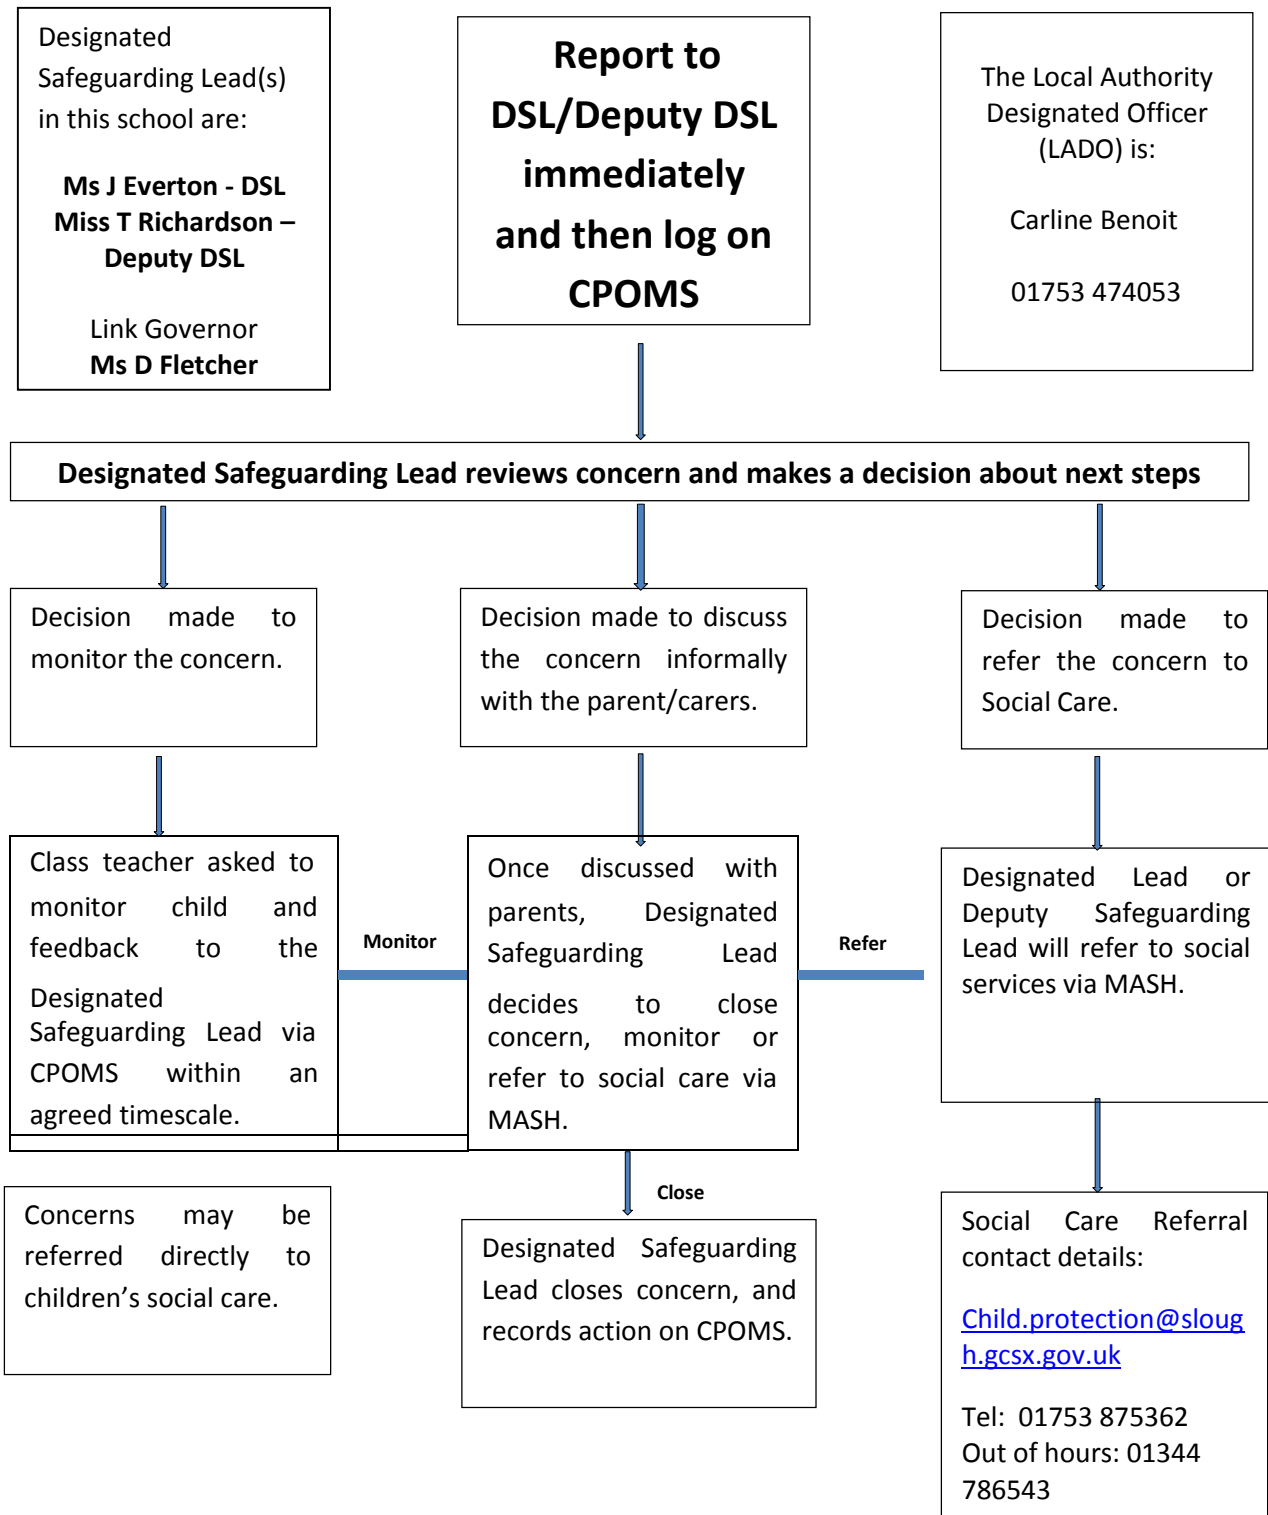 Designated
Safeguarding Lead(s)
in this school are:
Ms J Everton - DSL
Miss T Richardson –
Deputy DSL
Link Governor
Ms D Fletcher
Report to
DSL/Deputy DSL
immediately
and then log on
CPOMS
The Local Authority
Designated Officer
(LADO) is:
Carline Benoit
01753 474053
Designated Safeguarding Lead reviews concern and makes a decision about next steps
Decision made to
monitor the concern.
Decision made to discuss
the concern informally
with the parent/carers.
Decision made to
refer the concern to
Social Care.
Class teacher asked to
monitor child and
feedback to the
Designated
Safeguarding Lead via
CPOMS within an
agreed timescale.
Monitor
Once discussed with
parents, Designated
Safeguarding Lead
decides to close
concern, monitor or
refer to social care via
MASH.
Refer
Designated Lead or
Deputy Safeguarding
Lead will refer to social
services via MASH.
Concerns may be
referred directly to
children’s social care.
Close
Designated Safeguarding
Lead closes concern, and
records action on CPOMS.
Social Care Referral
contact details:
Child.protection@sloug
h.gcsx.gov.uk
Tel: 01753 875362
Out of hours: 01344
786543